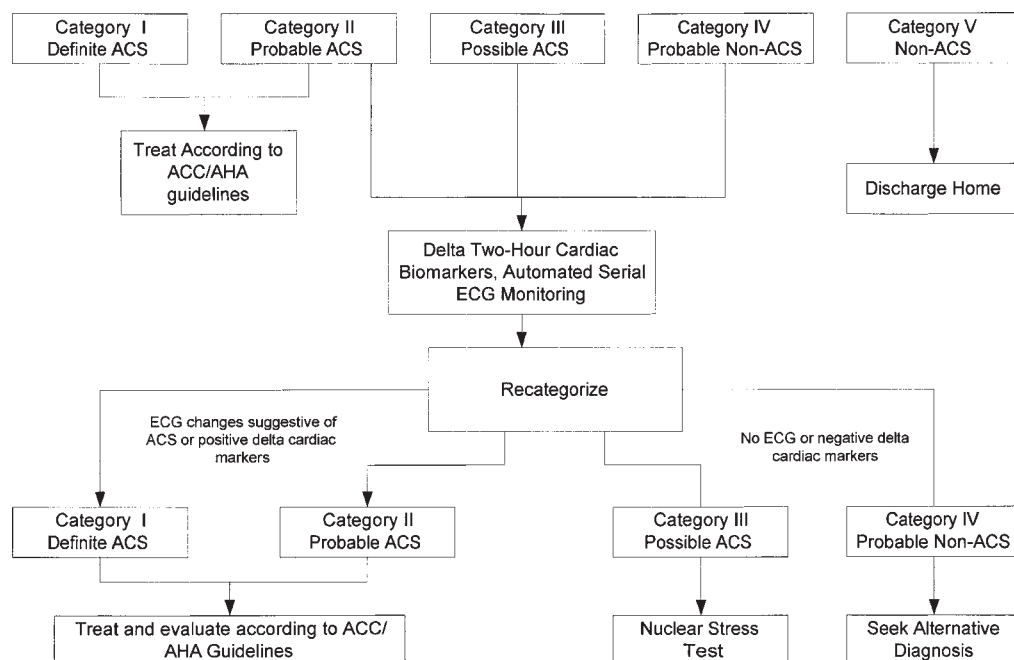 Category I
Definite ACS
Category II
Probable ACS
Category III
Possible ACS
Category IV
Probable Non-ACS
Category V
Non-ACS
Treat According to
ACC/AHA
guidelines
Discharge Home
Delta Two-Hour Cardiac
Biomarkers, Automated Serial
ECG Monitoring
Recategorize
ECG changes suggestive of
ACS or positive delta cardiac
markers
No ECG or negative delta
cardiac markers
Category I
Definite ACS
Category II
Probable ACS
Category III
Possible ACS
Category IV
Probable Non-ACS
Treat and evaluate according to ACC/
AHA Guidelines
Nuclear Stress
Test
Seek Alternative
Diagnosis